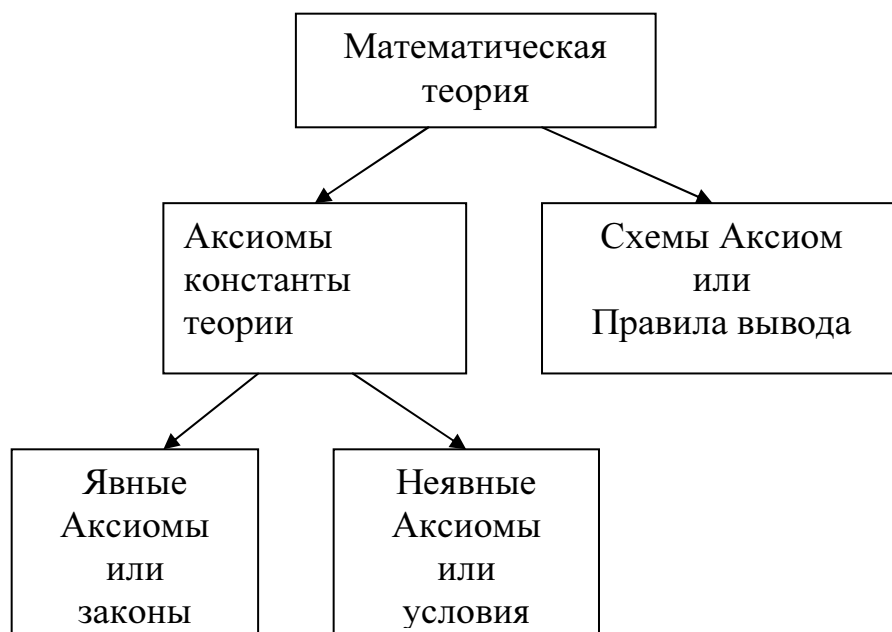 Математическая
теория
Аксиомы
константы
теории
Схемы Аксиом
или
Правила вывода
Явные
Аксиомы
или
законы
Неявные
Аксиомы
или
условия